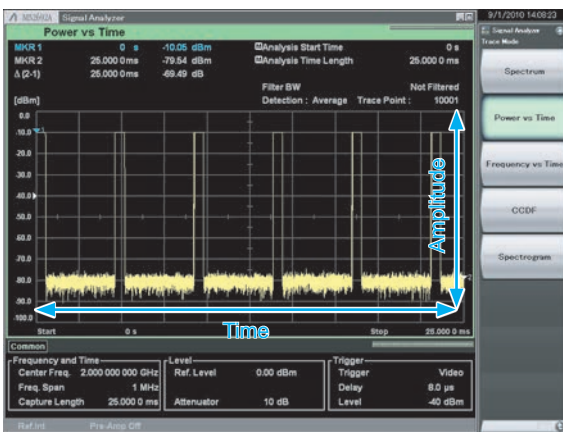 MX2692A Signal Analyzer
9/1/2010 14:08:23
Power vs Time
MKR 1 0 s -10.05 dBm Analysis Start Time 0 s
MKR 2 25.000 0 ms -79.54 dBm Analysis Time Length 25.000 0 ms
Δ (2-1) 25.000 0 ms -69.49 dB
Filter BW Not Filtered
[dBm] Detection : Average Trace Point : 10001
0.0
-10.0
-20.0
-30.0
-40.0
-50.0
-60.0
-70.0
-80.0
-90.0
-100.0
1
2
Amplitude
Time
Start 0 s Stop 25.000 0 ms
Common
Frequency and Time
Center Freq. 2.000 000 000 GHz
Freq. Span 1 MHz
Capture Length 25.000 0 ms
Level
Ref. Level 0.00 dBm
Attenuator 10 dB
Trigger
Trigger Video
Delay 8.0 µs
Level -40 dBm
Ref.Int Pre-Amp Off
Signal Analyzer
Trace Mode
Spectrum
Power vs Time
Frequency vs Time
CCDF
Spectrogram